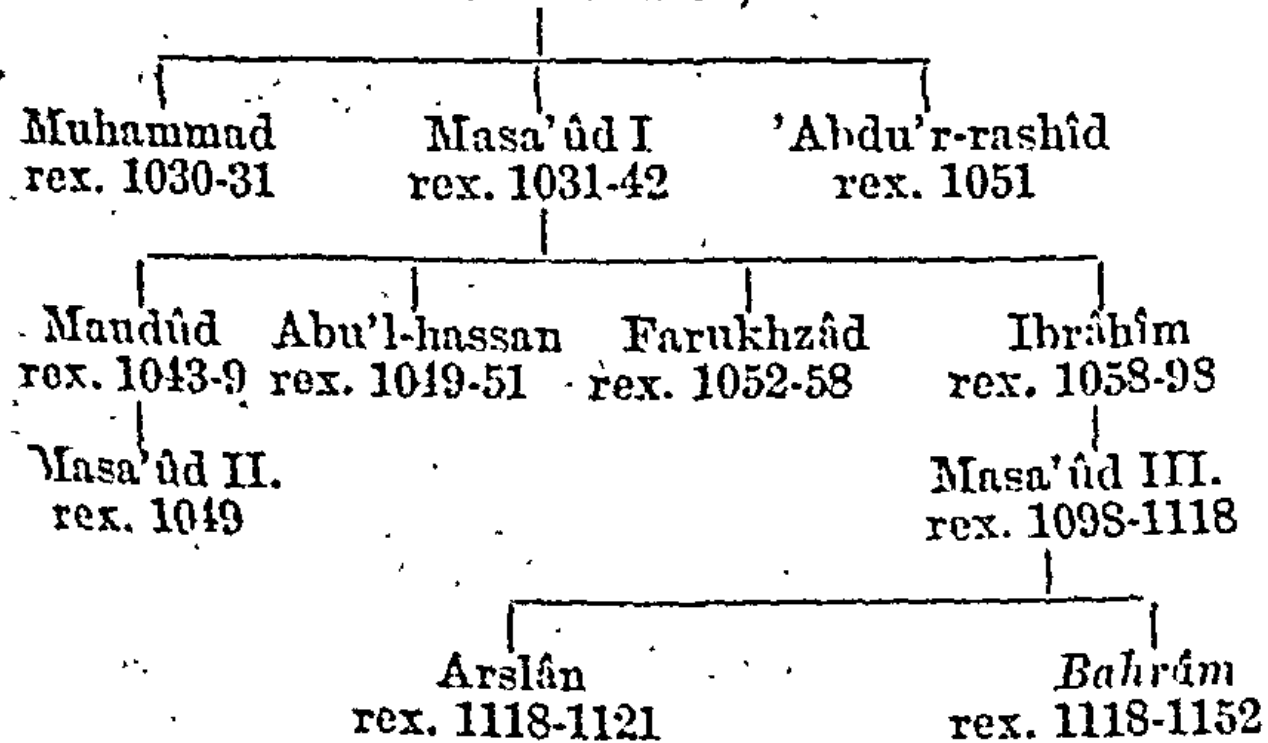 Muhammad Masa'ûd I 'Abdu'r-rashîd
rex. 1030-31 rex. 1031-42 rex. 1051
Maudûd Abu'l-hassan Farukhzâd Ibrâhîm
rex. 1043-9 rex. 1049-51 rex. 1052-58 rex. 1058-98
Masa'ûd II. Masa'ûd III.
rex. 1049 rex. 1098-1118
Arslân Bahrâm
rex. 1118-1121 rex. 1118-1152